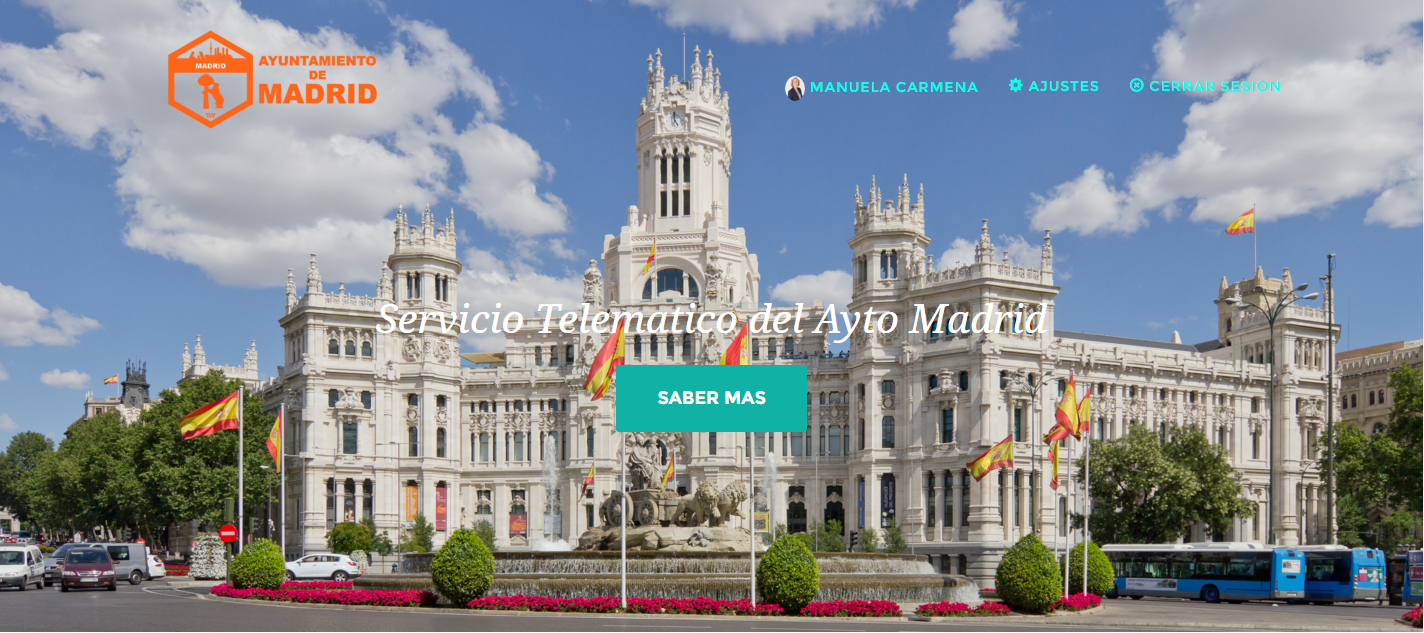 MADRID
AYUNTAMIENTO
DE
MADRID
MANUELA CARMENA
AJUSTES
CERRAR SESION
Servicio Telematico del Ayto Madrid
SABER MAS